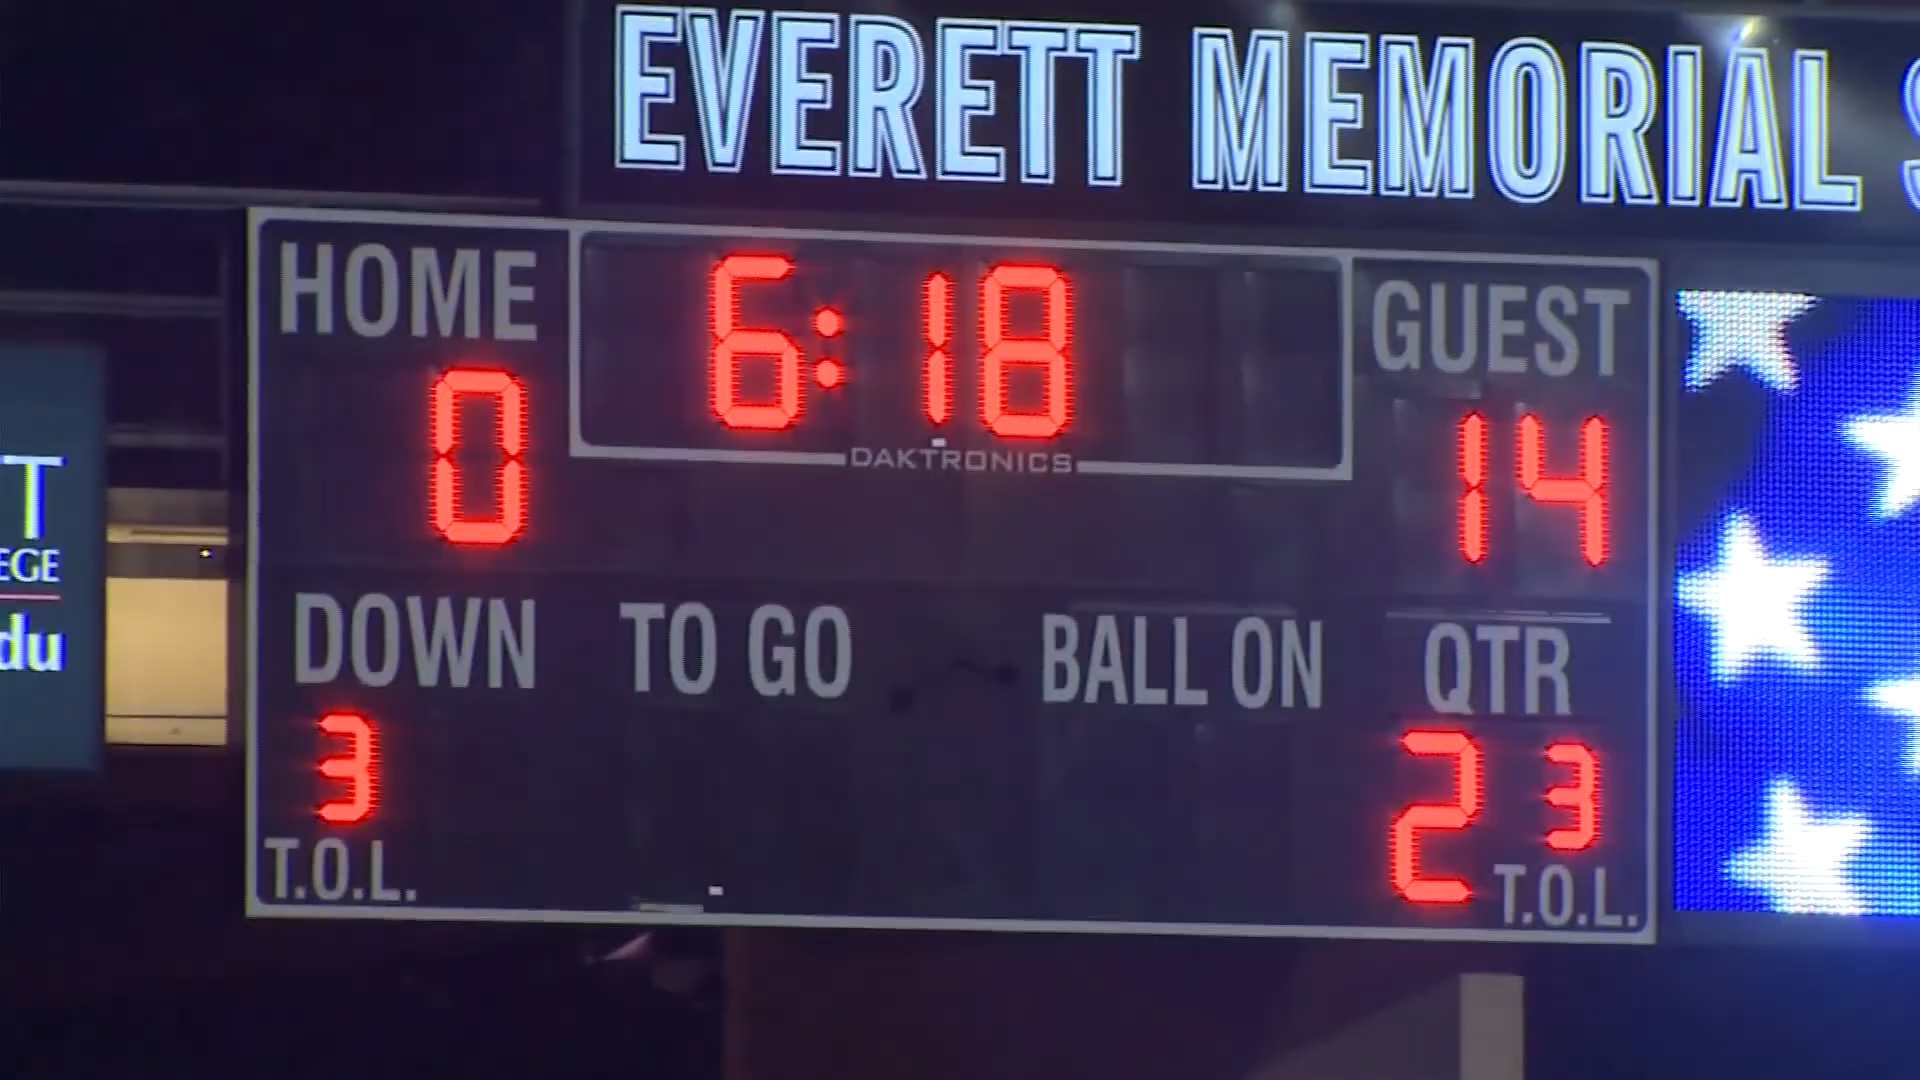 EVERETT MEMORIAL
HOME
6:18
GUEST
0
14
DAKTRONICS
T
EGE
du
DOWN
TO GO
BALL ON
QTR
3
2
3
T.O.L.
T.O.L.